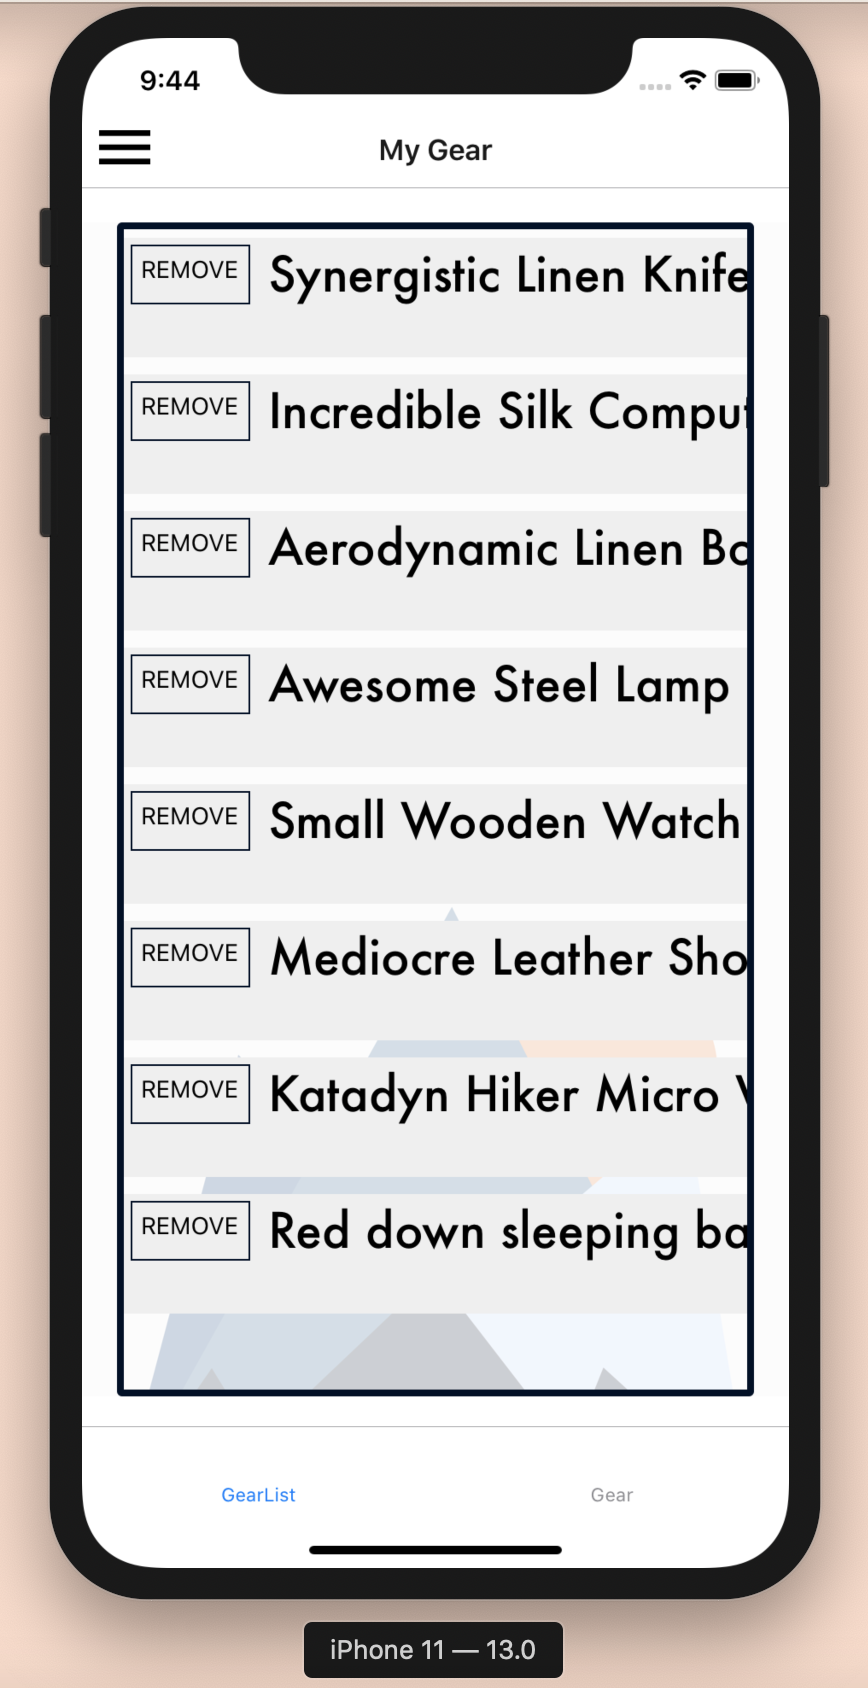 9:44
My Gear
REMOVE Synergistic Linen Knife
REMOVE Incredible Silk Comput
REMOVE Aerodynamic Linen Bo
REMOVE Awesome Steel Lamp
REMOVE Small Wooden Watch
REMOVE Mediocre Leather Sho
REMOVE Katadyn Hiker Micro
REMOVE Red down sleeping ba
GearList Gear
iPhone 11 — 13.0